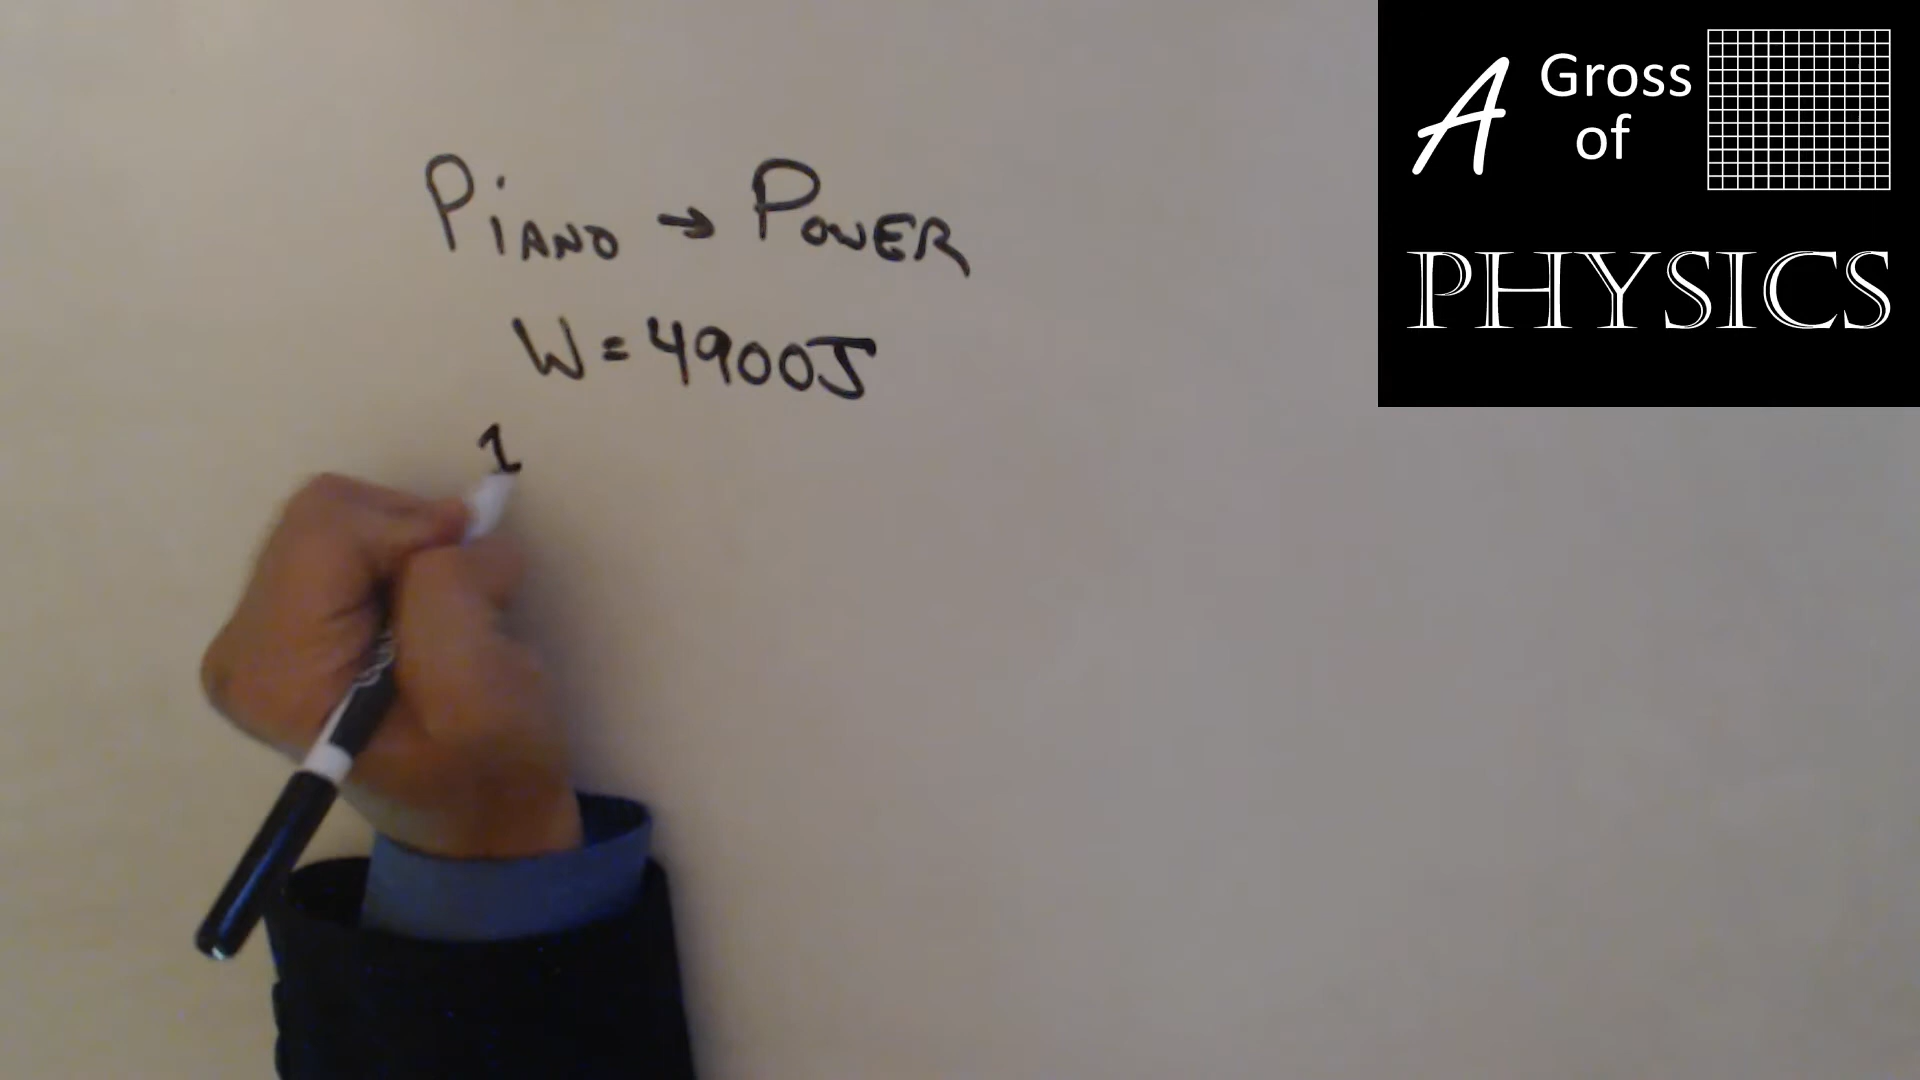 Piano → Power
W = 4900J
1
A Gross of
PHYSICS